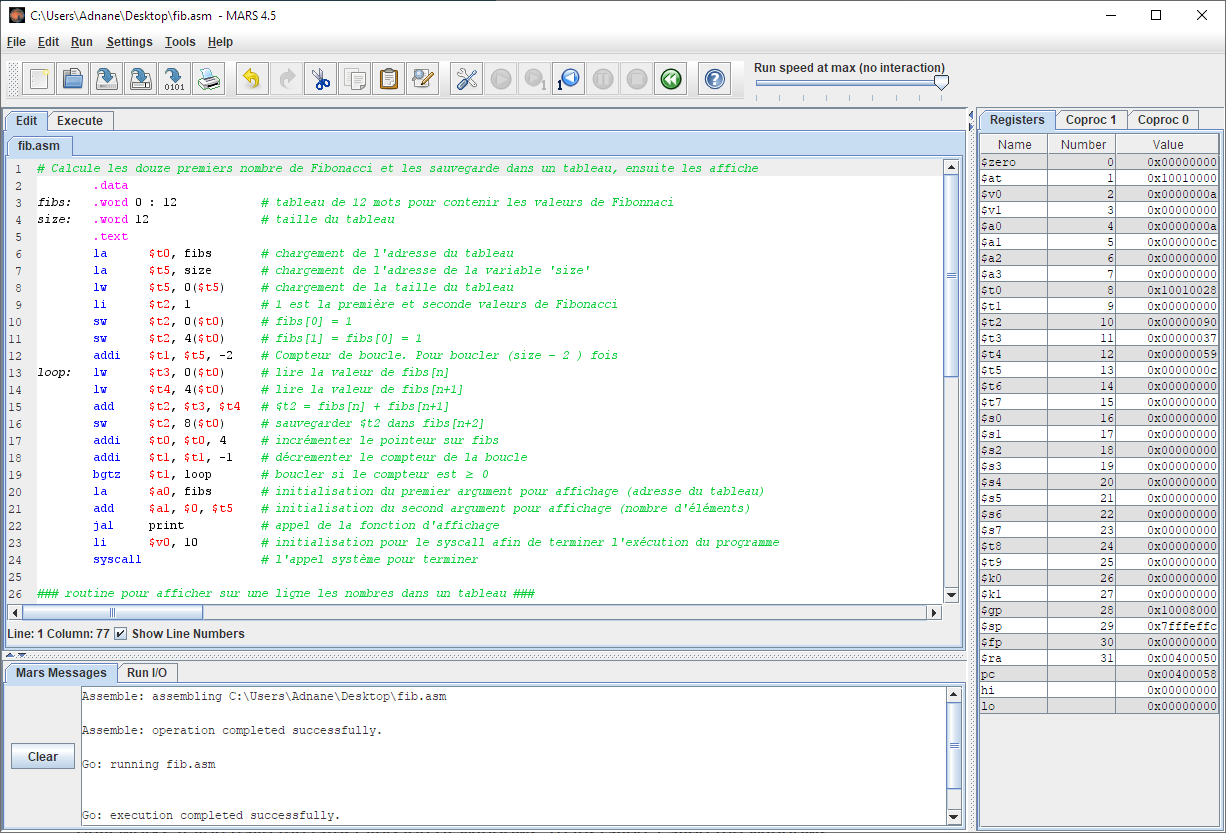 C:\Users\Adnane\Desktop\fib.asm - MARS 4.5
File Edit Run Settings Tools Help
Run speed at max (no interaction)
0101
1
1
Edit Execute
fib.asm
1 # Calcule les douze premiers nombre de Fibonacci et les sauvegarde dans un tableau, ensuite les affiche
2 .data
3 fibs: .word 0 : 12 # tableau de 12 mots pour contenir les valeurs de Fibonnaci
4 size: .word 12 # taille du tableau
5 .text
6 la $t0, fibs # chargement de l'adresse du tableau
7 la $t5, size # chargement de l'adresse de la variable 'size'
8 lw $t5, 0($t5) # chargement de la taille du tableau
9 li $t2, 1 # 1 est la première et seconde valeurs de Fibonacci
10 sw $t2, 0($t0) # fibs[0] = 1
11 sw $t2, 4($t0) # fibs[1] = fibs[0] = 1
12 addi $t1, $t5, -2 # Compteur de boucle. Pour boucler (size - 2 ) fois
13 loop: lw $t3, 0($t0) # lire la valeur de fibs[n]
14 lw $t4, 4($t0) # lire la valeur de fibs[n+1]
15 add $t2, $t3, $t4 # $t2 = fibs[n] + fibs[n+1]
16 sw $t2, 8($t0) # sauvegarder $t2 dans fibs[n+2]
17 addi $t0, $t0, 4 # incrémenter le pointeur sur fibs
18 addi $t1, $t1, -1 # décrementer le compteur de la boucle
19 bgtz $t1, loop # boucler si le compteur est ≥ 0
20 la $a0, fibs # initialisation du premier argument pour affichage (adresse du tableau)
21 add $a1, $0, $t5 # initialisation du second argument pour affichage (nombre d'éléments)
22 jal print # appel de la fonction d'affichage
23 li $v0, 10 # initialisation pour le syscall afin de terminer l'exécution du programme
24 syscall # l'appel système pour terminer
25
26 ### routine pour afficher sur une ligne les nombres dans un tableau ###
Line: 1 Column: 77 Show Line Numbers
Mars Messages Run I/O
Clear
Assemble: assembling C:\Users\Adnane\Desktop\fib.asm
Assemble: operation completed successfully.
Go: running fib.asm
Go: execution completed successfully.
Registers Coproc 1 Coproc 0
Name Number Value
$zero 0 0x00000000
$at 1 0x10010000
$v0 2 0x0000000a
$v1 3 0x00000000
$a0 4 0x0000000a
$a1 5 0x0000000c
$a2 6 0x00000000
$a3 7 0x00000000
$t0 8 0x10010028
$t1 9 0x00000000
$t2 10 0x00000090
$t3 11 0x00000037
$t4 12 0x00000059
$t5 13 0x0000000c
$t6 14 0x00000000
$t7 15 0x00000000
$s0 16 0x00000000
$s1 17 0x00000000
$s2 18 0x00000000
$s3 19 0x00000000
$s4 20 0x00000000
$s5 21 0x00000000
$s6 22 0x00000000
$s7 23 0x00000000
$t8 24 0x00000000
$t9 25 0x00000000
$k0 26 0x00000000
$k1 27 0x00000000
$gp 28 0x10008000
$sp 29 0x7fffeffc
$fp 30 0x00000000
$ra 31 0x00400050
pc 0x00400058
hi 0x00000000
lo 0x00000000